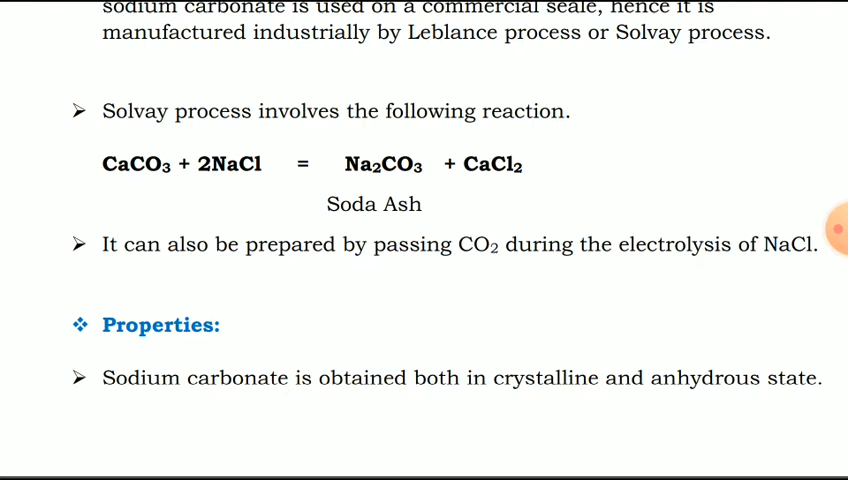 sodium carbonate is used on a commercial seale, hence it is
manufactured industrially by Leblance process or Solvay process.
➢ Solvay process involves the following reaction.
CaCO₃ + 2NaCl = Na₂CO₃ + CaCl₂
Soda Ash
➢ It can also be prepared by passing CO₂ during the electrolysis of NaCl.
❖ Properties:
➢ Sodium carbonate is obtained both in crystalline and anhydrous state.